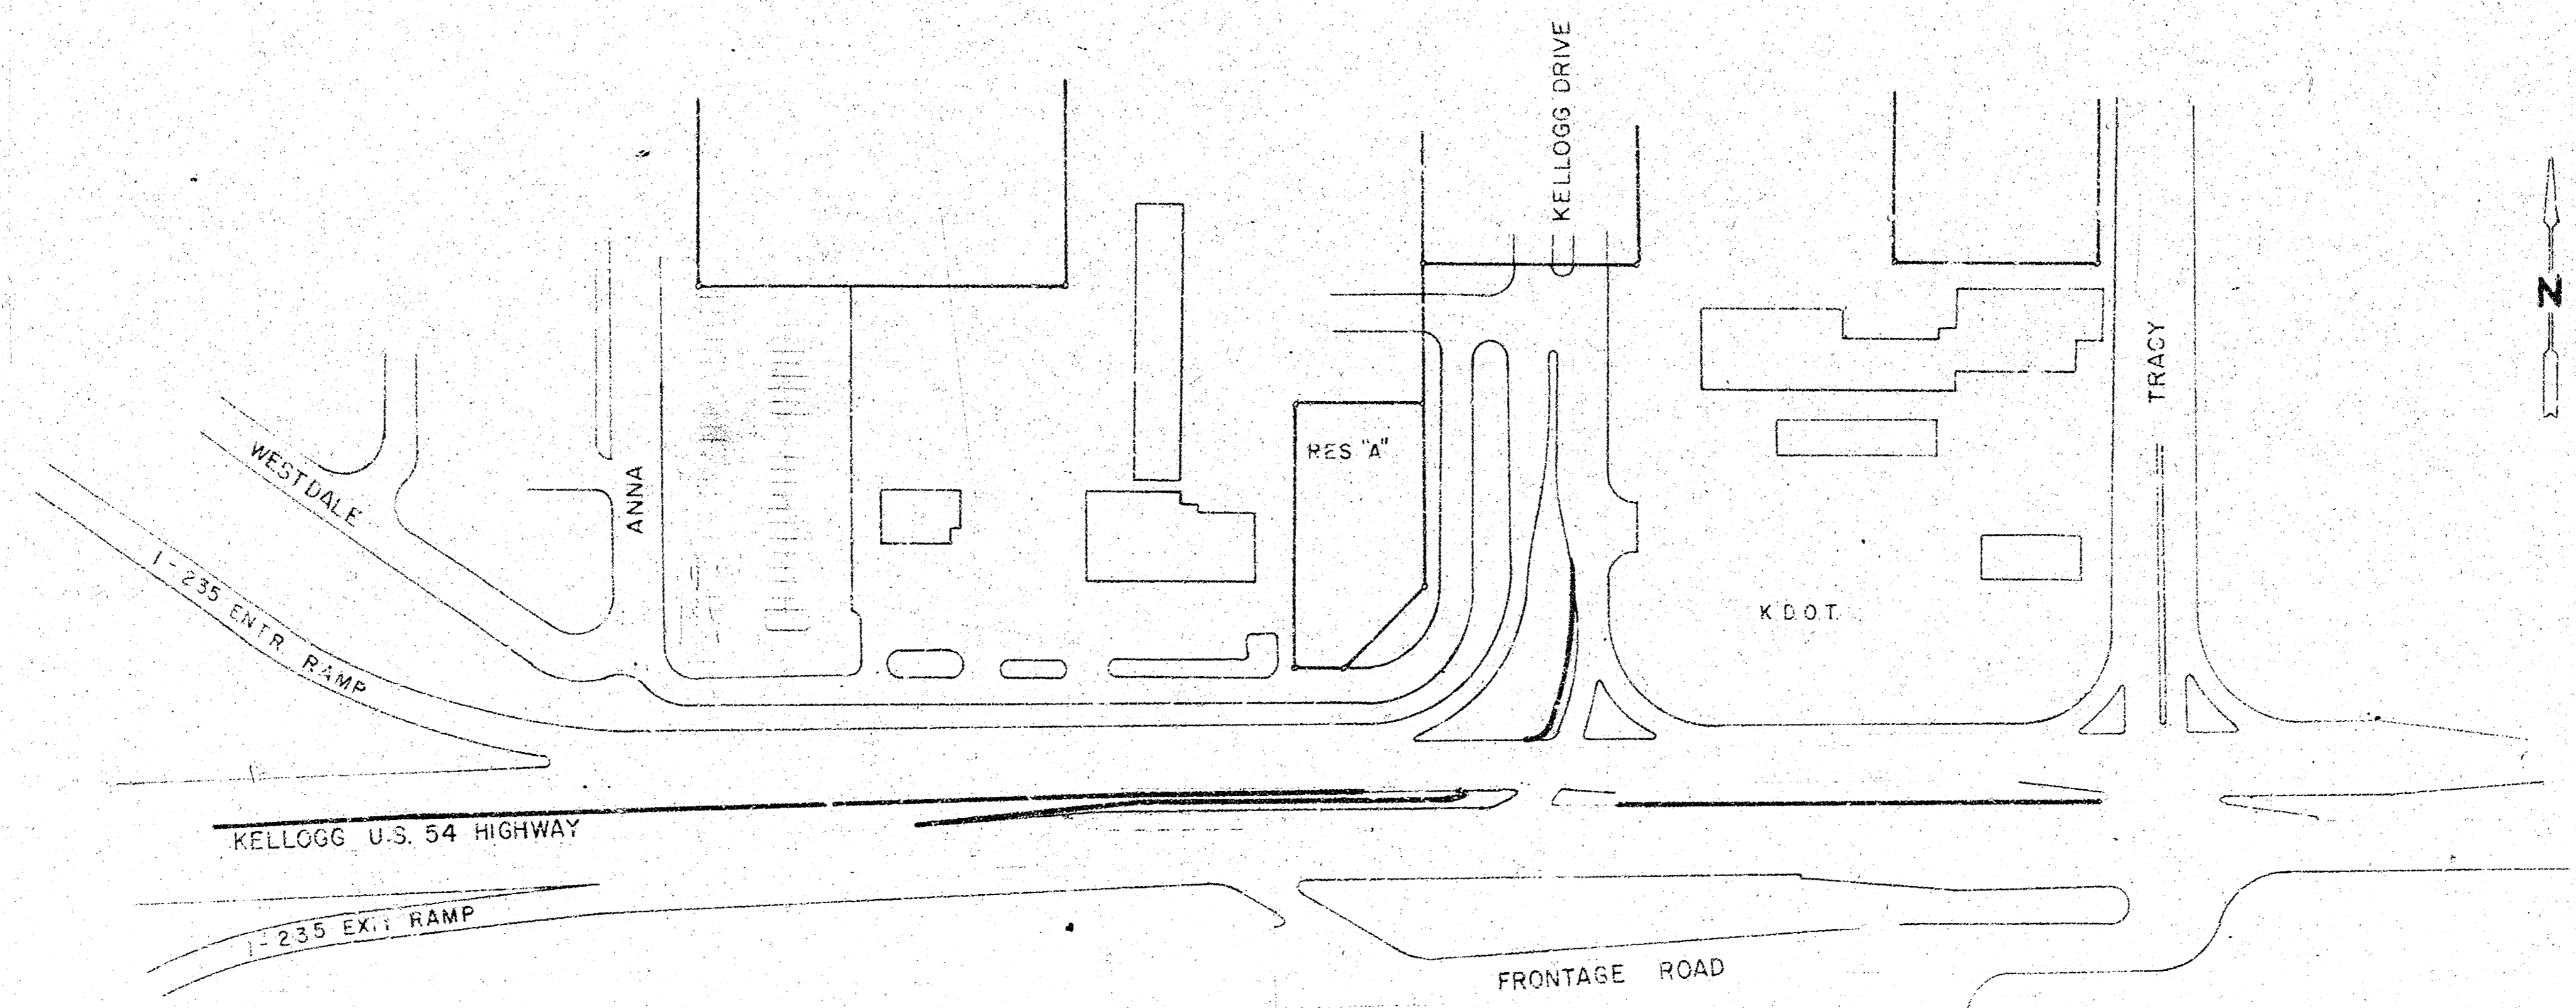 KELLOGG DRIVE
N
TRACY
RES. "A"
WESTDALE
ANNA
I-235 ENTR. RAMP
K.D.O.T.
KELLOGG U.S. 54 HIGHWAY
I-235 EXIT RAMP
FRONTAGE ROAD